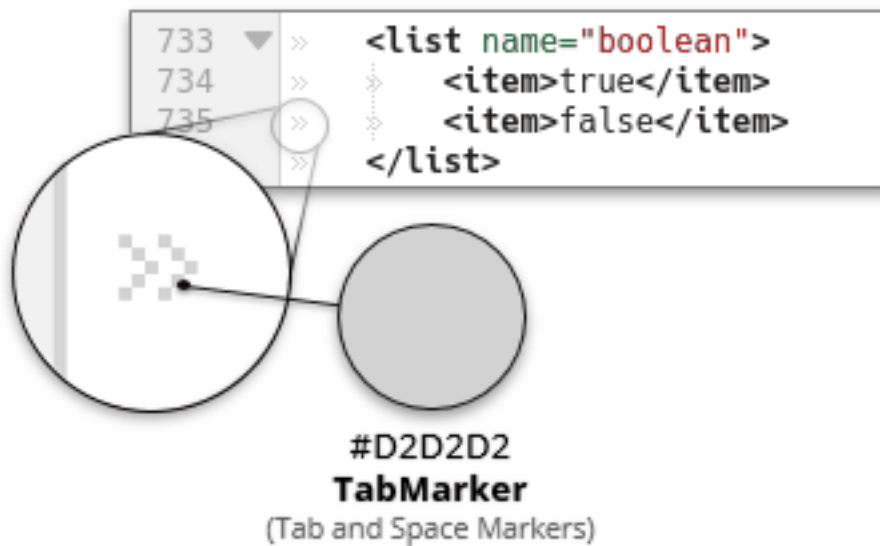 733 ▼ » <list name="boolean">
734 » » <item>true</item>
735 » » <item>false</item>
» </list>
»
#D2D2D2
TabMarker
(Tab and Space Markers)